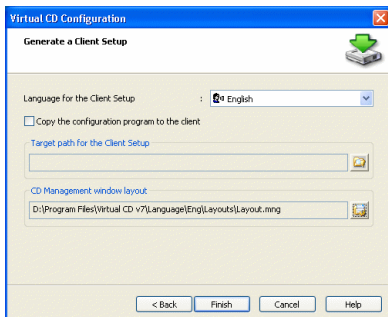 Virtual CD Configuration
Generate a Client Setup
Language for the Client Setup : English
Copy the configuration program to the client
Target path for the Client Setup
CD Management window layout
D:\Program Files\Virtual CD v7\Language\Eng\Layouts\Layout.mng
< Back Finish Cancel Help